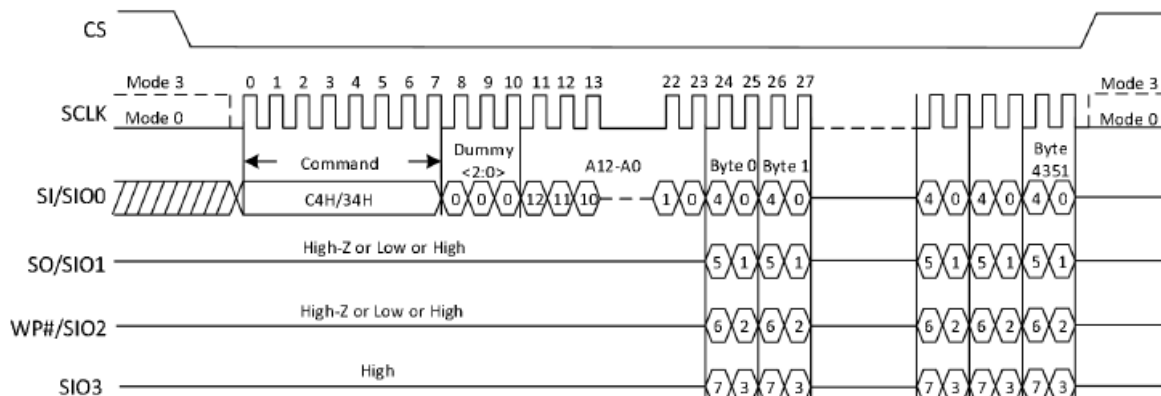 CS
Mode 3 0 1 2 3 4 5 6 7 8 9 10 11 12 13 22 23 24 25 26 27 Mode 3
SCLK
Mode 0 Mode 0
Command Dummy <2:0> A12-A0 Byte 0 Byte 1 Byte 4351
SI/SIO0 C4H/34H 0 0 0 12 11 10 1 0 4 0 4 0 4 0 4 0 4 0
High-Z or Low or High
SO/SIO1 5 1 5 1 5 1 5 1 5 1
High-Z or Low or High
WP#/SIO2 6 2 6 2 6 2 6 2 6 2
High
SIO3 7 3 7 3 7 3 7 3 7 3